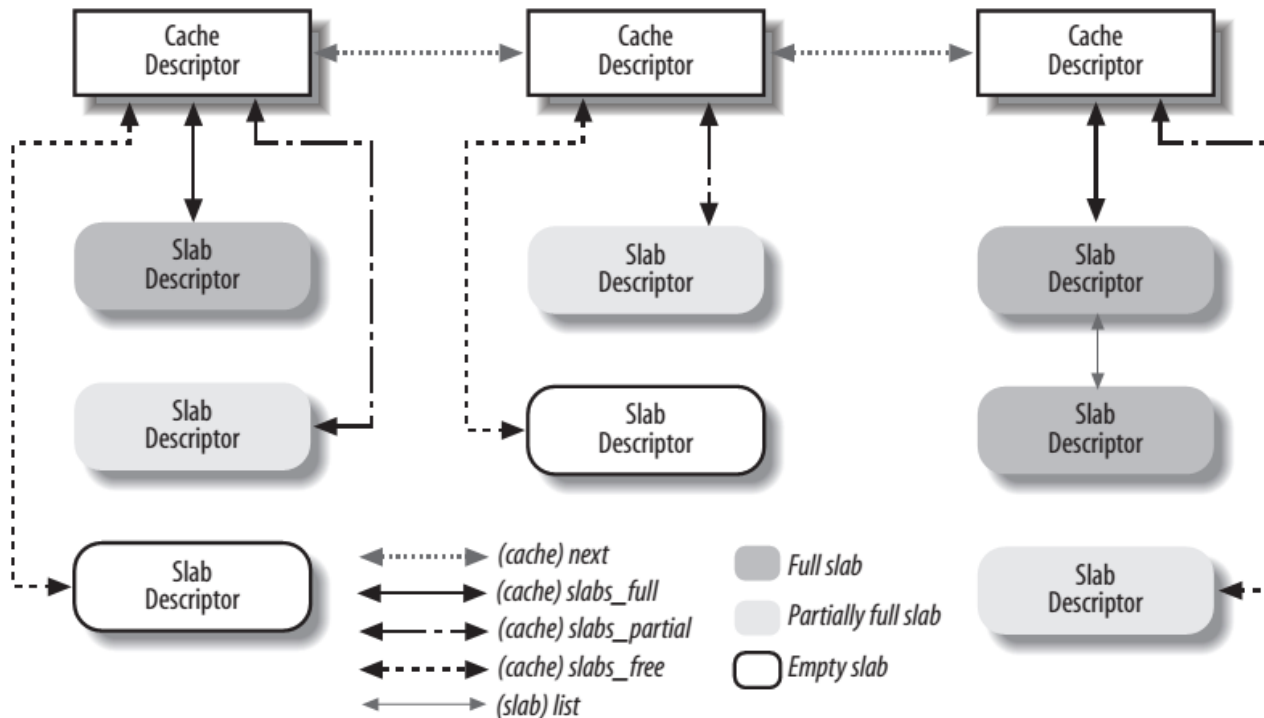 Cache
Descriptor
Cache
Descriptor
Cache
Descriptor
Slab
Descriptor
Slab
Descriptor
Slab
Descriptor
Slab
Descriptor
Slab
Descriptor
Slab
Descriptor
Slab
Descriptor
Slab
Descriptor
(cache) next
(cache) slabs_full
(cache) slabs_partial
(cache) slabs_free
(slab) list
Full slab
Partially full slab
Empty slab